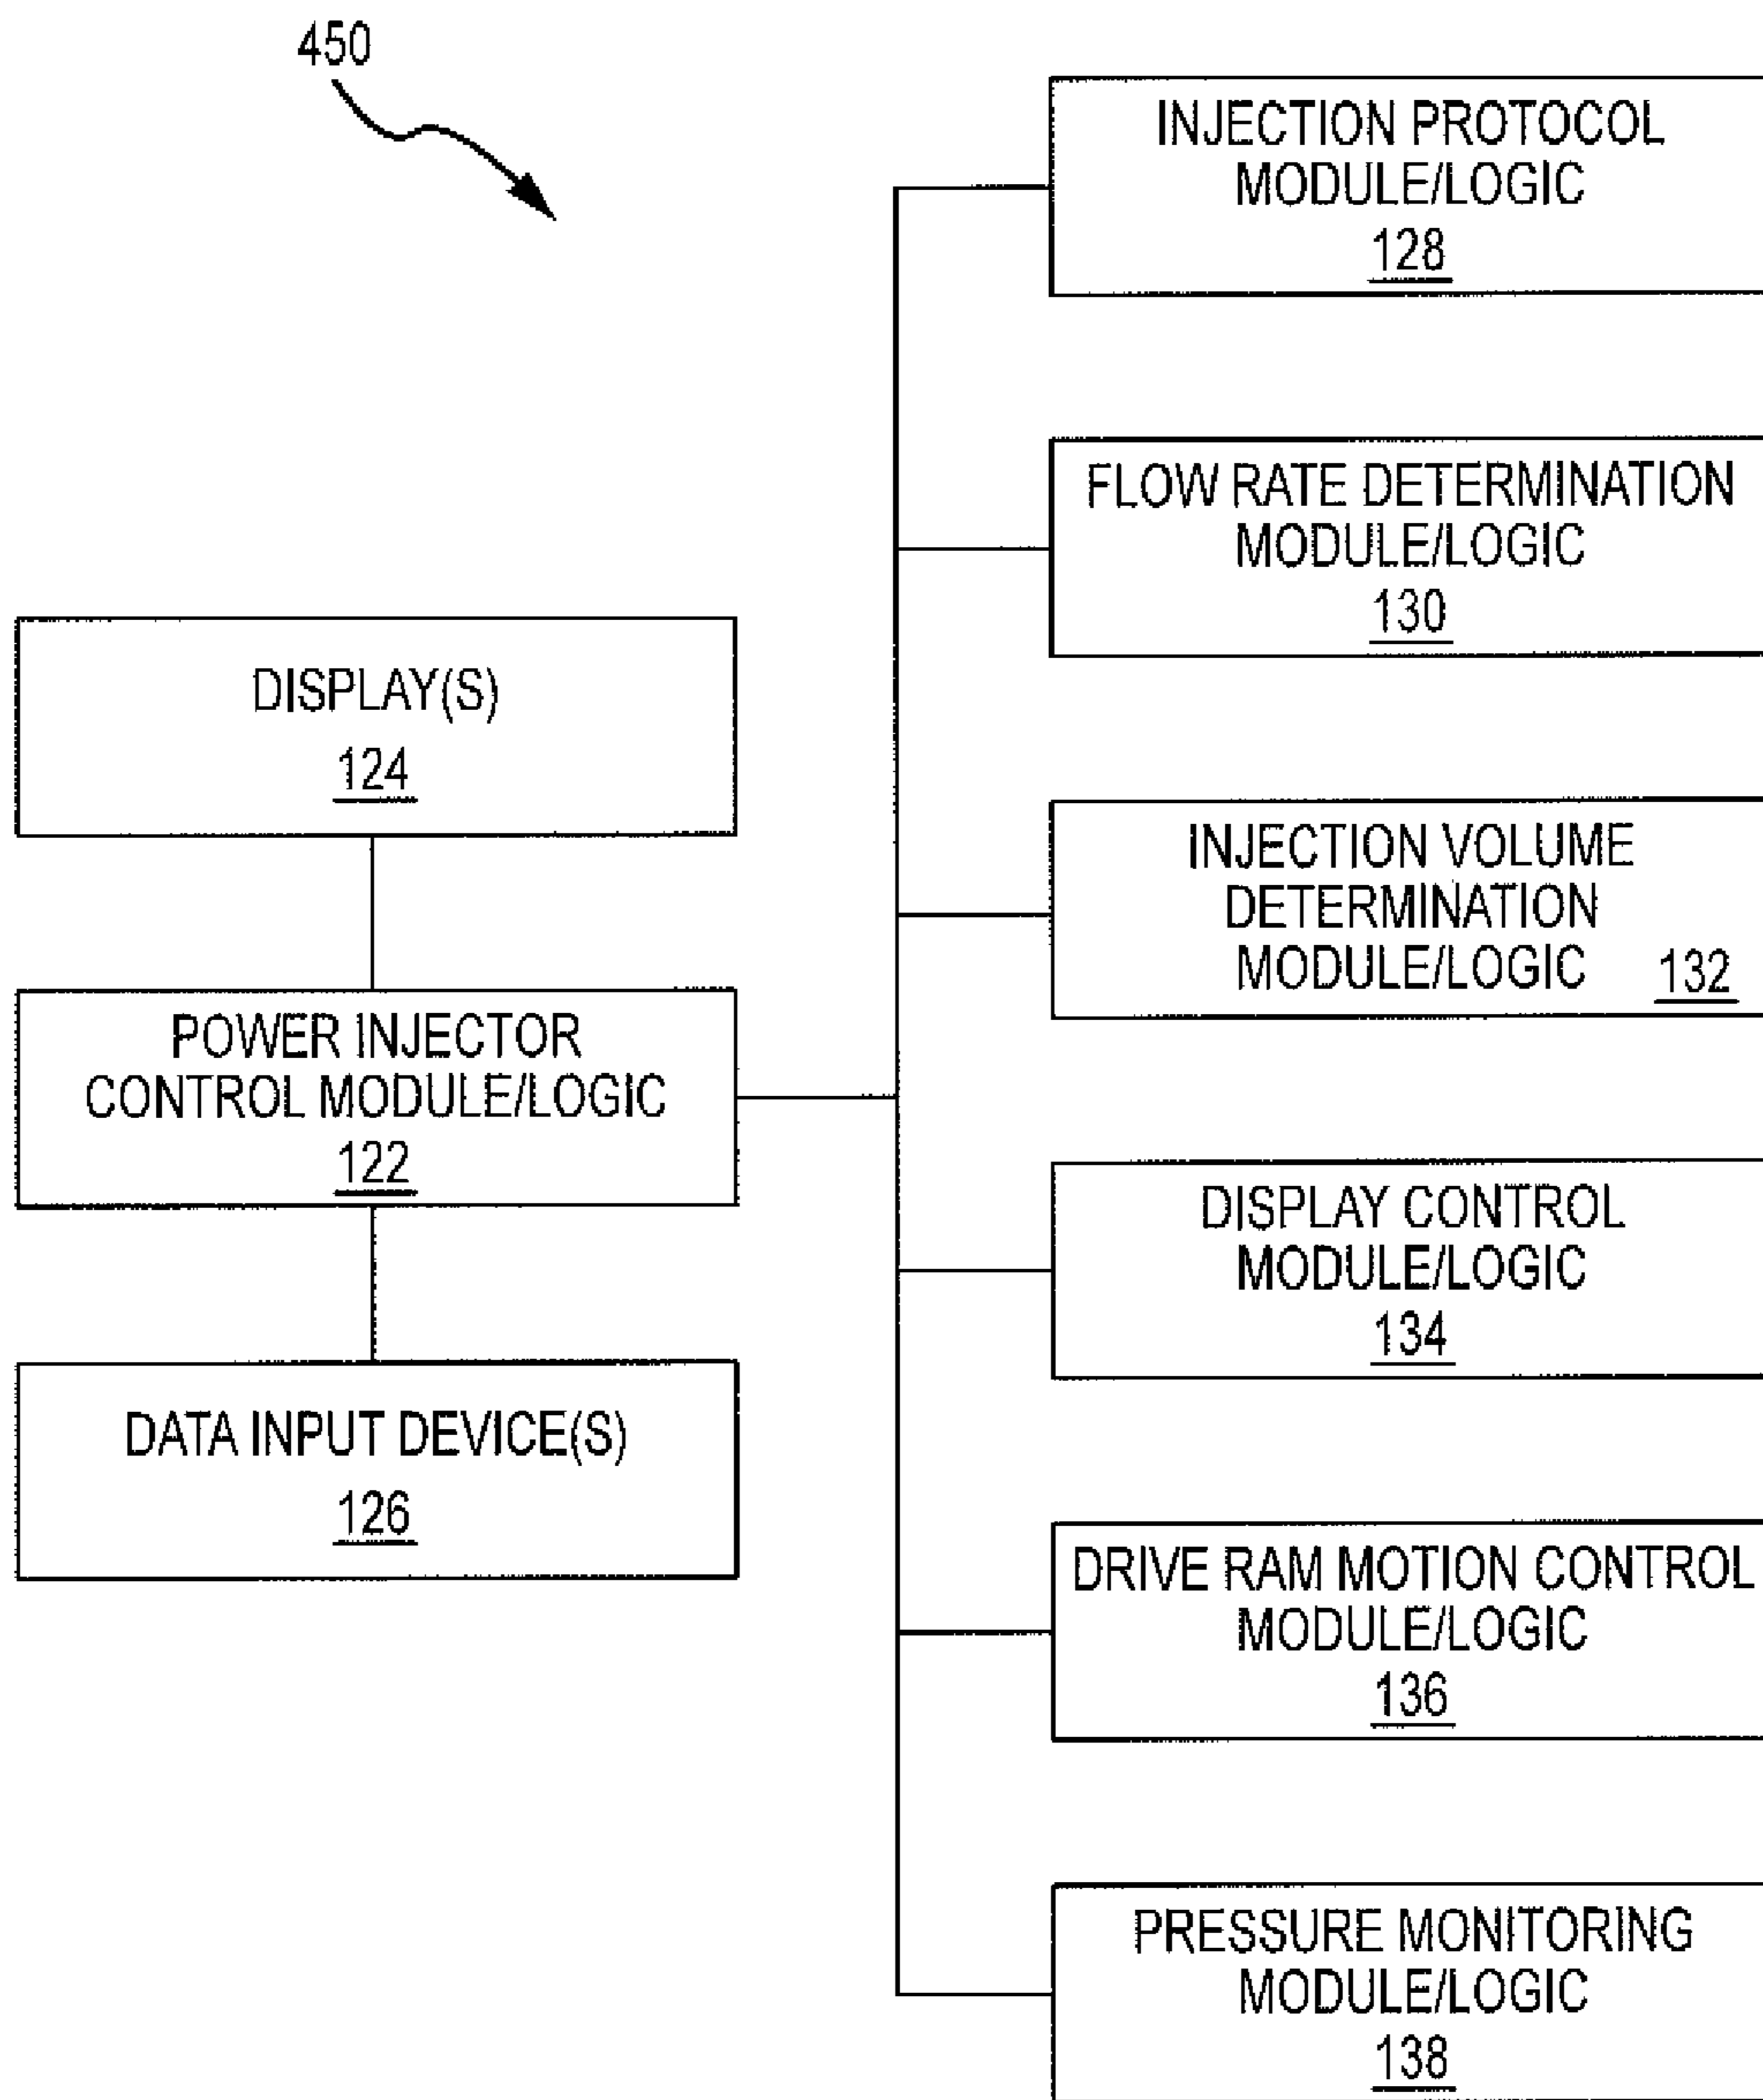 450
INJECTION PROTOCOL
MODULE/LOGIC
128
FLOW RATE DETERMINATION
MODULE/LOGIC
130
DISPLAY(S)
124
INJECTION VOLUME
DETERMINATION
MODULE/LOGIC 132
POWER INJECTOR
CONTROL MODULE/LOGIC
122
DISPLAY CONTROL
MODULE/LOGIC
134
DATA INPUT DEVICE(S)
126
DRIVE RAM MOTION CONTROL
MODULE/LOGIC
136
PRESSURE MONITORING
MODULE/LOGIC
138